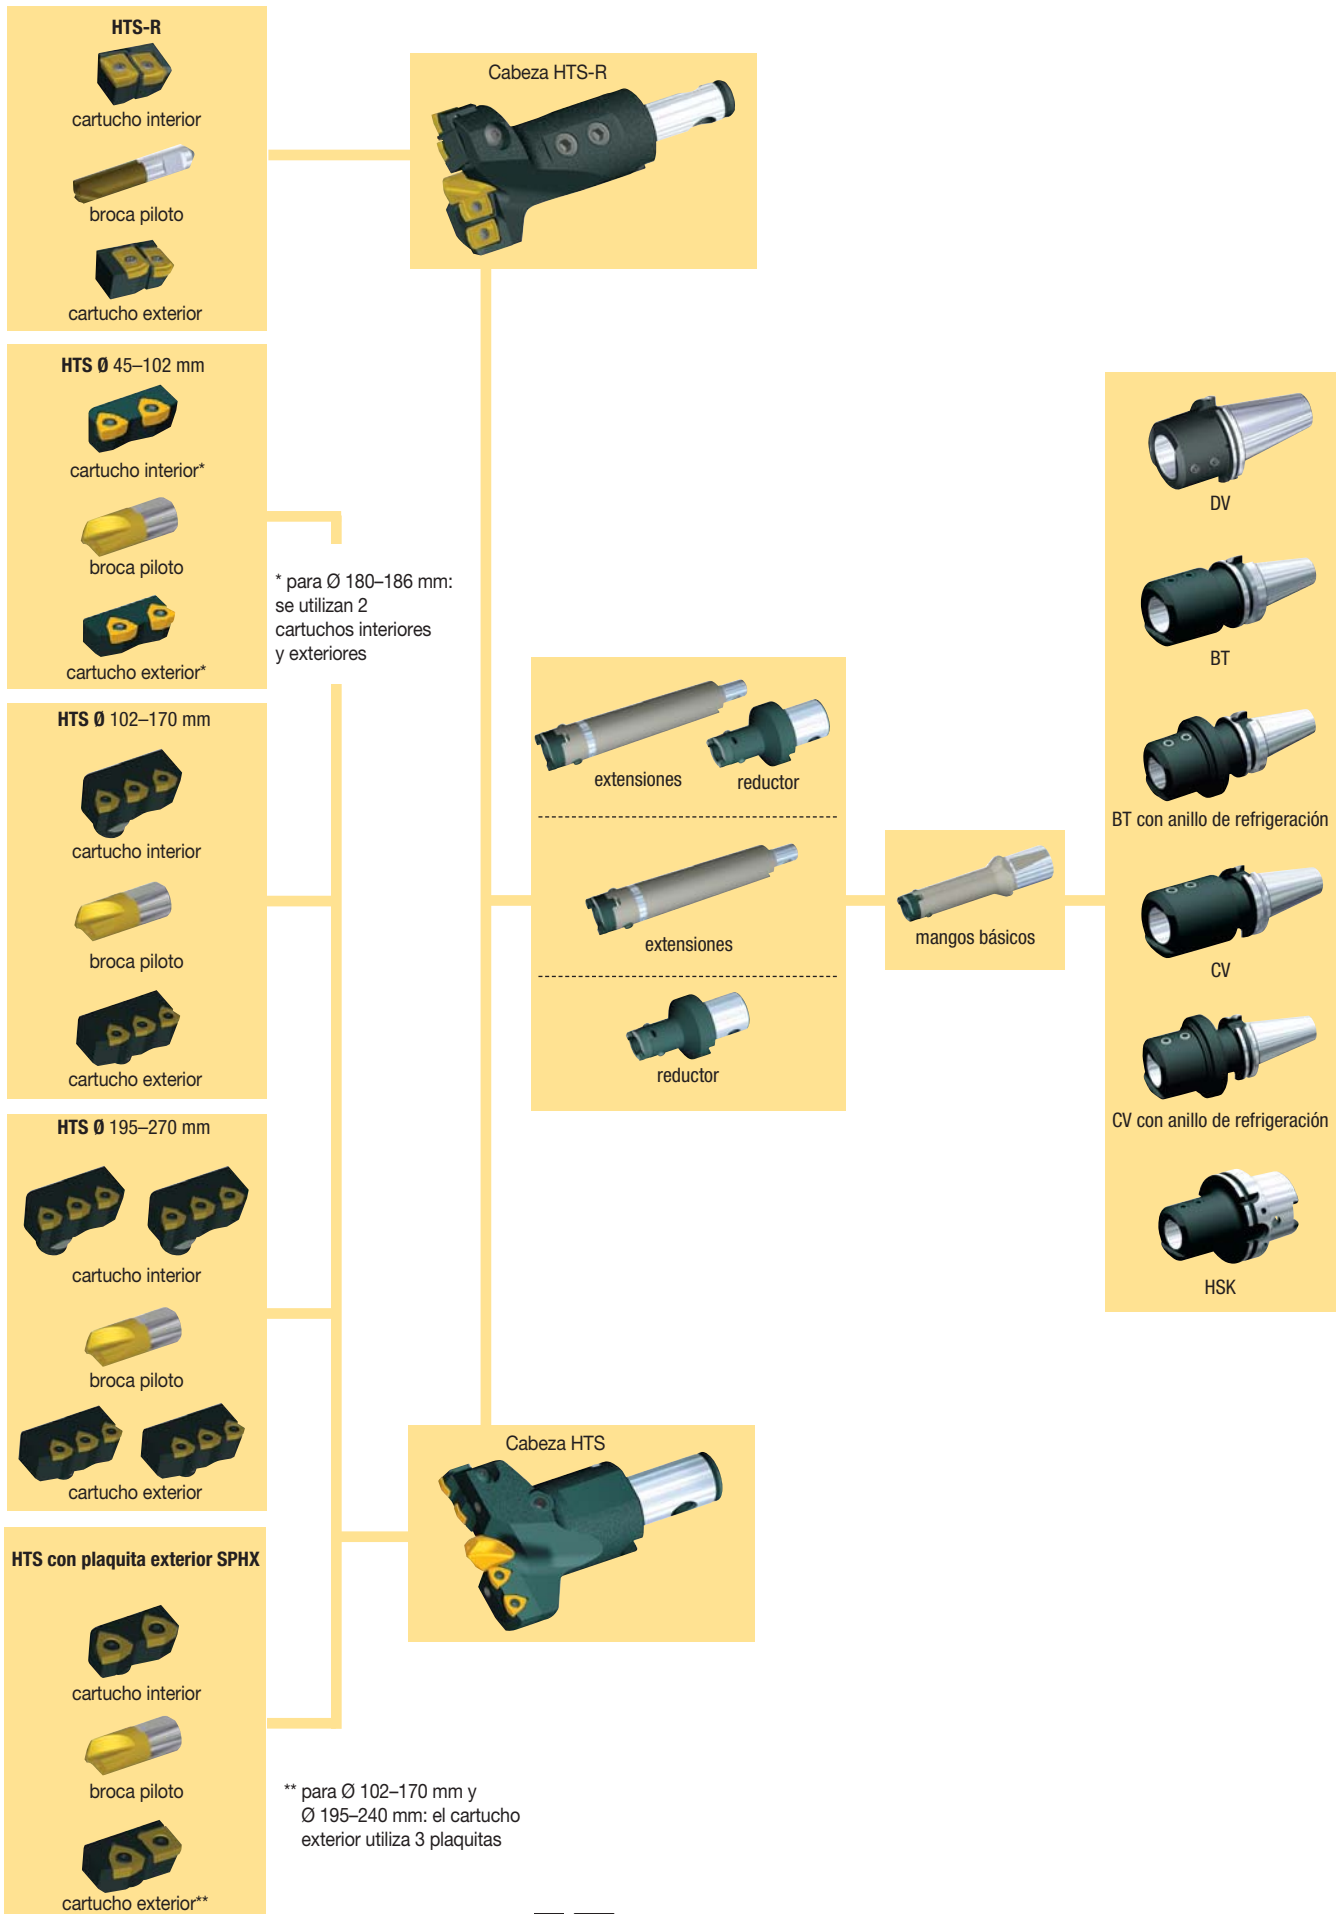 HTS-R
cartucho interior
broca piloto
cartucho exterior
Cabeza HTS-R
HTS Ø 45–102 mm
cartucho interior*
broca piloto
cartucho exterior*
* para Ø 180–186 mm:
se utilizan 2
cartuchos interiores
y exteriores
HTS Ø 102–170 mm
cartucho interior
broca piloto
cartucho exterior
HTS Ø 195–270 mm
cartucho interior
broca piloto
cartucho exterior
HTS con plaquita exterior SPHX
cartucho interior
broca piloto
cartucho exterior**
** para Ø 102–170 mm y
Ø 195–240 mm: el cartucho
exterior utiliza 3 plaquitas
Cabeza HTS
extensiones
reductor
extensiones
reductor
mangos básicos
DV
BT
BT con anillo de refrigeración
CV
CV con anillo de refrigeración
HSK